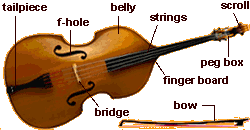 scroll
belly
tailpiece
strings
f-hole
peg box
finger board
bridge
bow